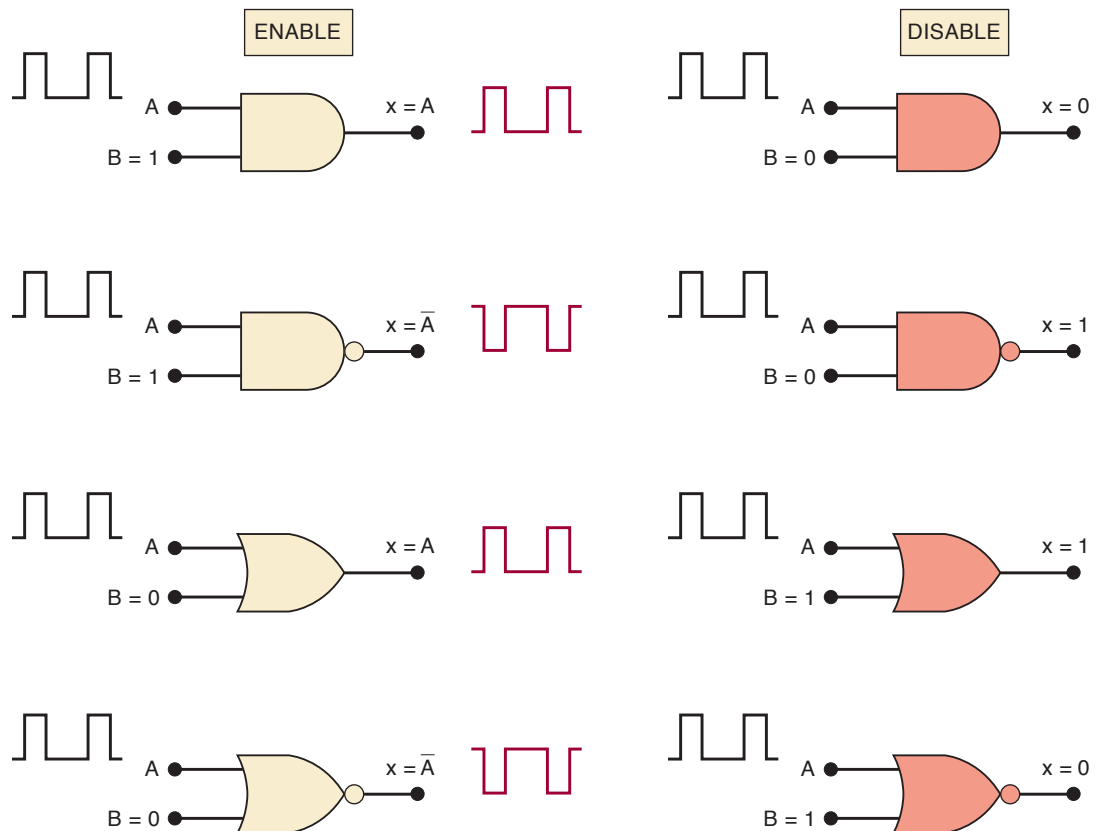 ENABLE
DISABLE
A
x = A
B = 1
A
x = 0
B = 0
A
x = A̅
B = 1
A
x = 1
B = 0
A
x = A
B = 0
A
x = 1
B = 1
A
x = A̅
B = 0
A
x = 0
B = 1